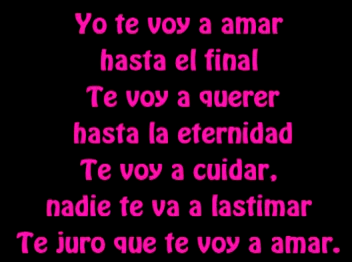 Yo te voy a amar
hasta el final
Te voy a querer
hasta la eternidad
Te voy a cuidar,
nadie te va a lastimar
Te juro que te voy a amar.